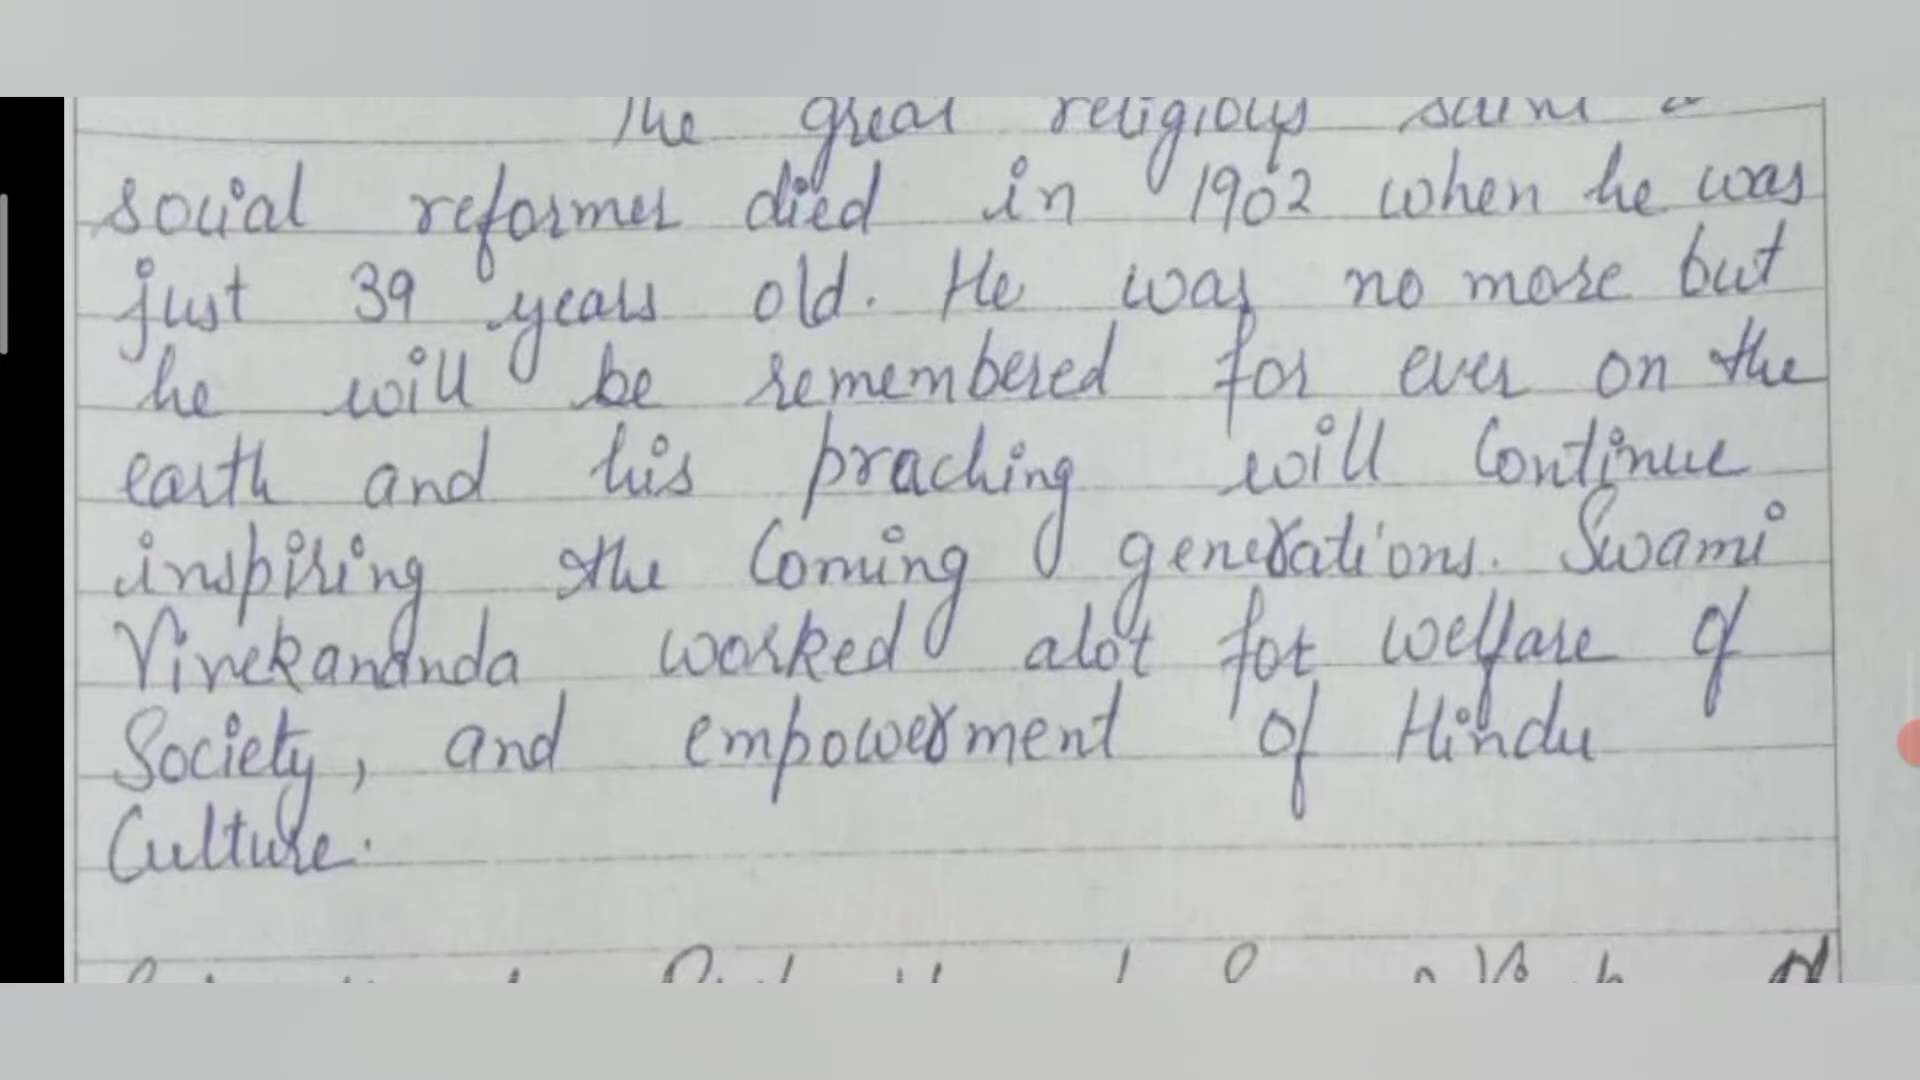 The great religious saint &
social reformer died in 1902 when he was
just 39 years old. He was no more but
he will be remembered for ever on the
earth and his praching will Continue
inspiring the Coming generations. Swami
Vivekananda worked alot for welfare of
Society, and empowerment of Hindu
Culture.